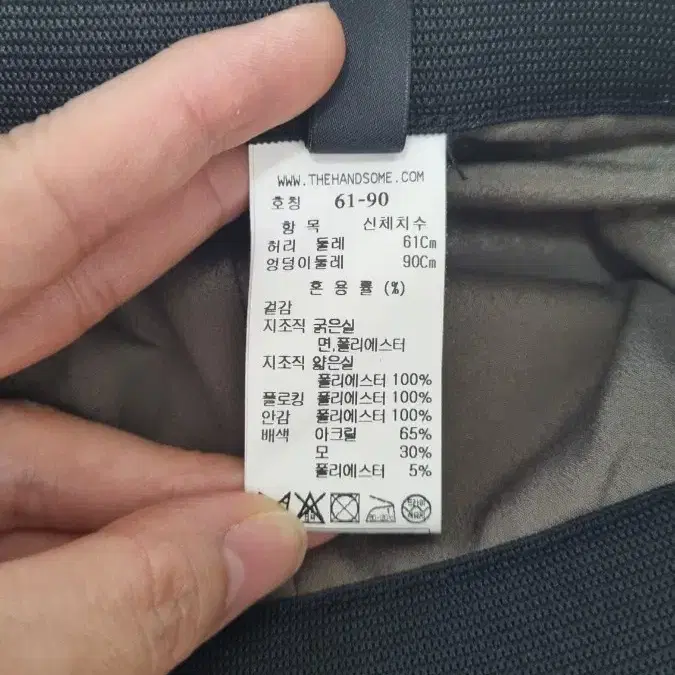 WWW.THEHANDSOME.COM
호칭 61-90
항 목 신체치수
허리 둘레 61Cm
엉덩이둘레 90Cm
혼 용 률 (%)
겉감
지조직 굵은실
면,폴리에스터
지조직 얇은실
폴리에스터 100%
플로킹 폴리에스터 100%
안감 폴리에스터 100%
배색 아크릴 65%
모 30%
폴리에스터 5%